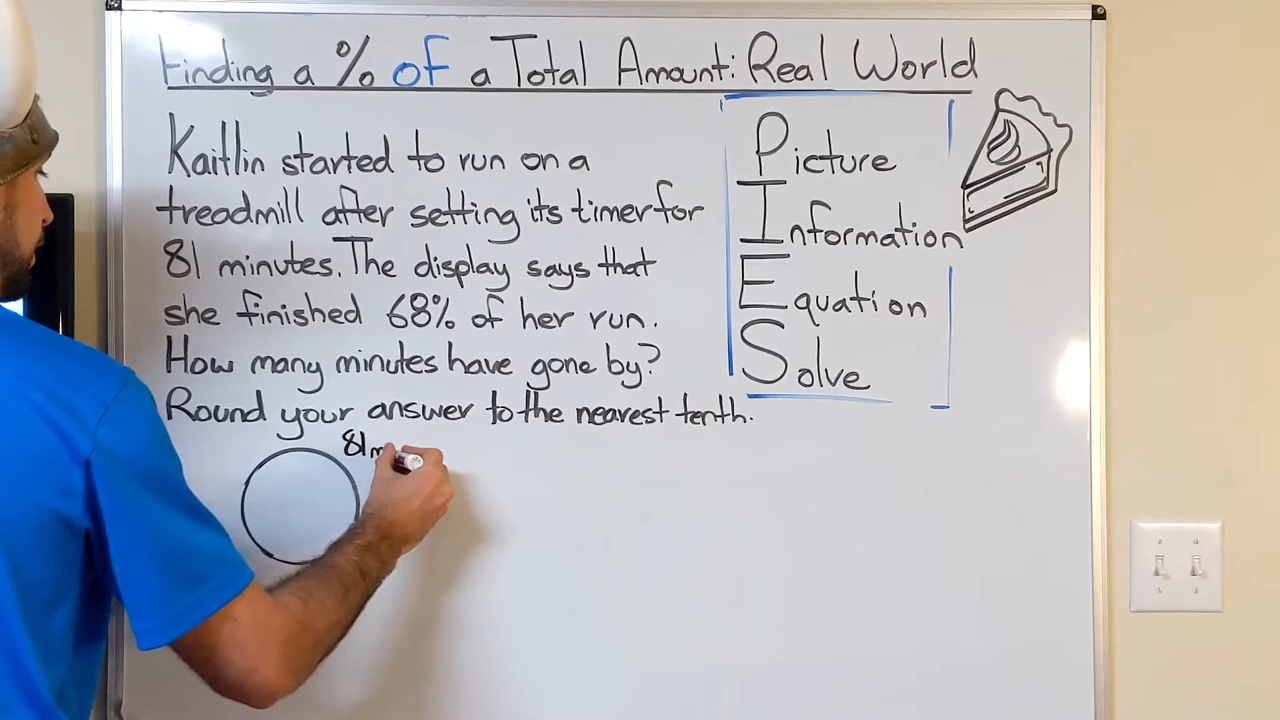 Finding a % of a Total Amount: Real World
Kaitlin started to run on a
treadmill after setting its timer for
81 minutes. The display says that
she finished 68% of her run.
How many minutes have gone by?
Round your answer to the nearest tenth.
81m
Picture
Information
Equation
Solve